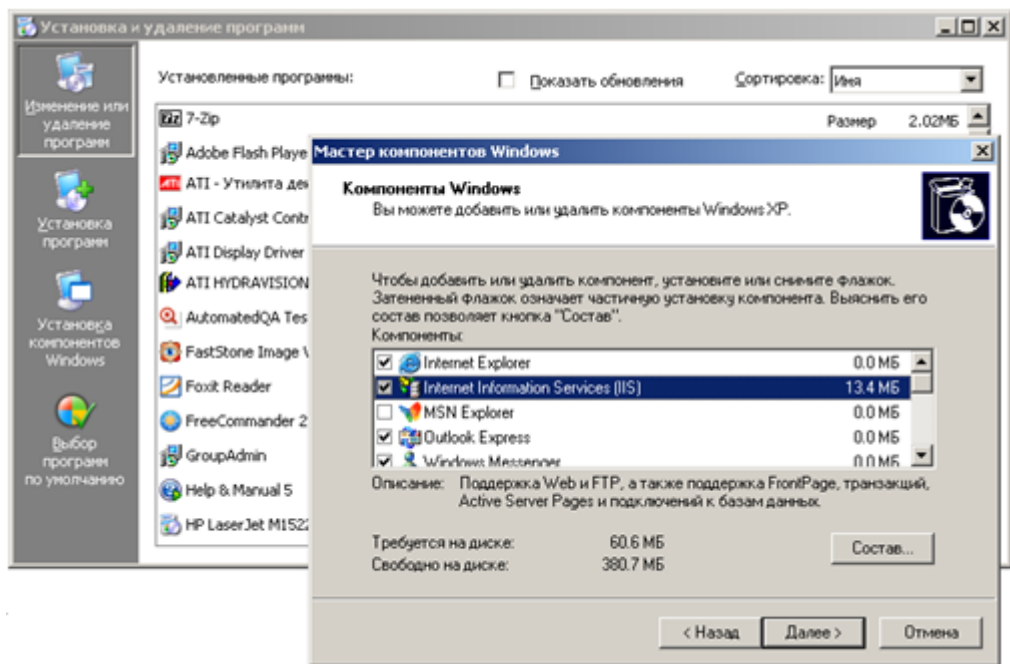 Установка и удаление программ
Изменение или
удаление
программ
Установка
программ
Установка
компонентов
Windows
Выбор
программ
по умолчанию
Установленные программы:
Показать обновления
Сортировка:
Имя
7-Zip
Размер 2.02МБ
Adobe Flash Playe
ATI - Утилита
ATI Catalyst Contr
ATI Display Driver
ATI HYDRAVISION
AutomatedQA Tes
FastStone Image V
Foxit Reader
FreeCommander 2
GroupAdmin
Help & Manual 5
HP LaserJet M1522
Мастер компонентов Windows
Компоненты Windows
Вы можете добавить или удалить компоненты Windows XP.
Чтобы добавить или удалить компонент, установите или снимите флажок.
Затененный флажок означает частичную установку компонента. Выяснить его
состав позволяет кнопка "Состав".
Компоненты:
Internet Explorer 0.0 МБ
Internet Information Services (IIS) 13.4 МБ
MSN Explorer 0.0 МБ
Outlook Express 0.0 МБ
Windows Messenger 0.0 МБ
Описание: Поддержка Web и FTP, а также поддержка FrontPage, транзакций,
Active Server Pages и подключений к базам данных.
Требуется на диске: 60.6 МБ
Свободно на диске: 380.7 МБ
Состав...
< Назад
Далее >
Отмена